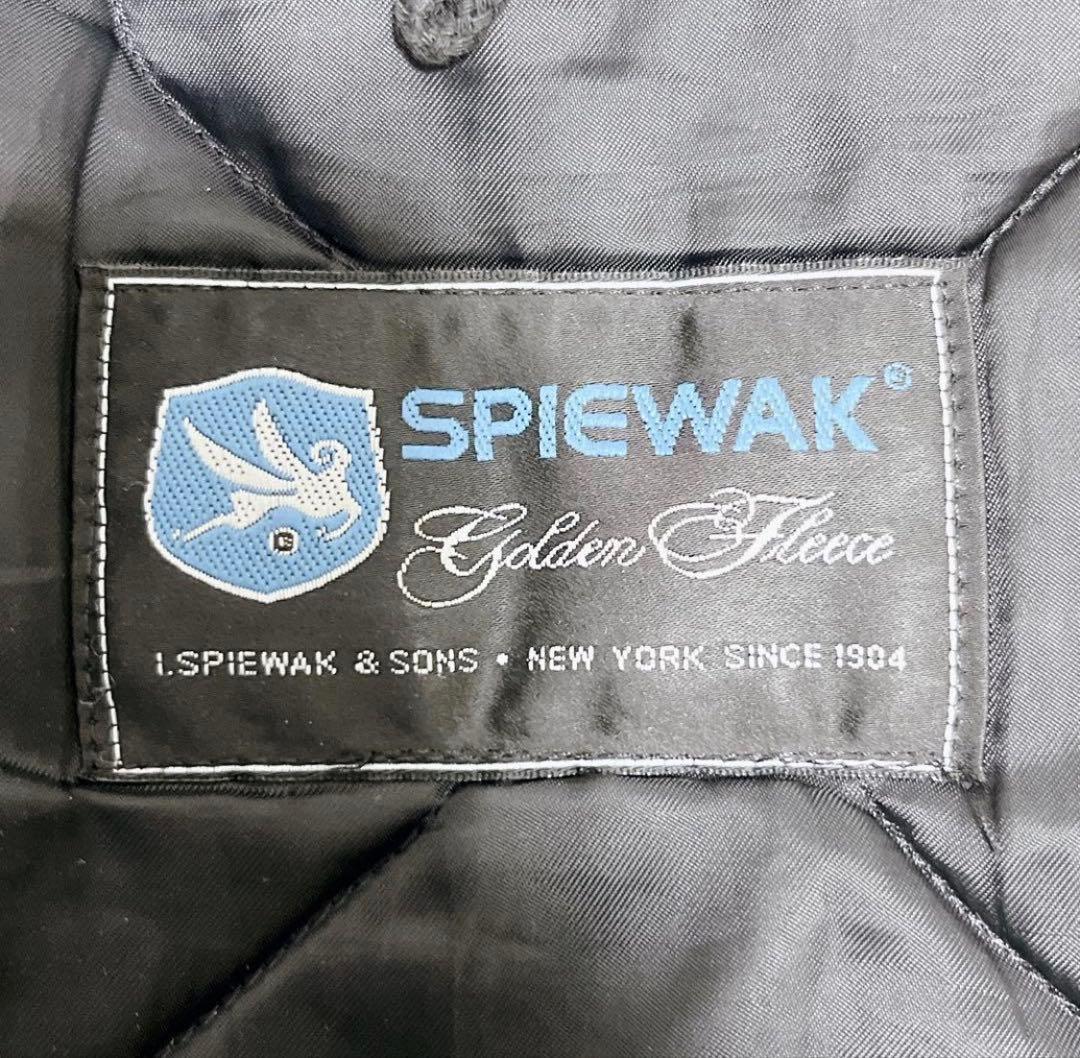 SPIEWAK®
Golden Fleece
I.SPIEWAK & SONS • NEW YORK SINCE 1904